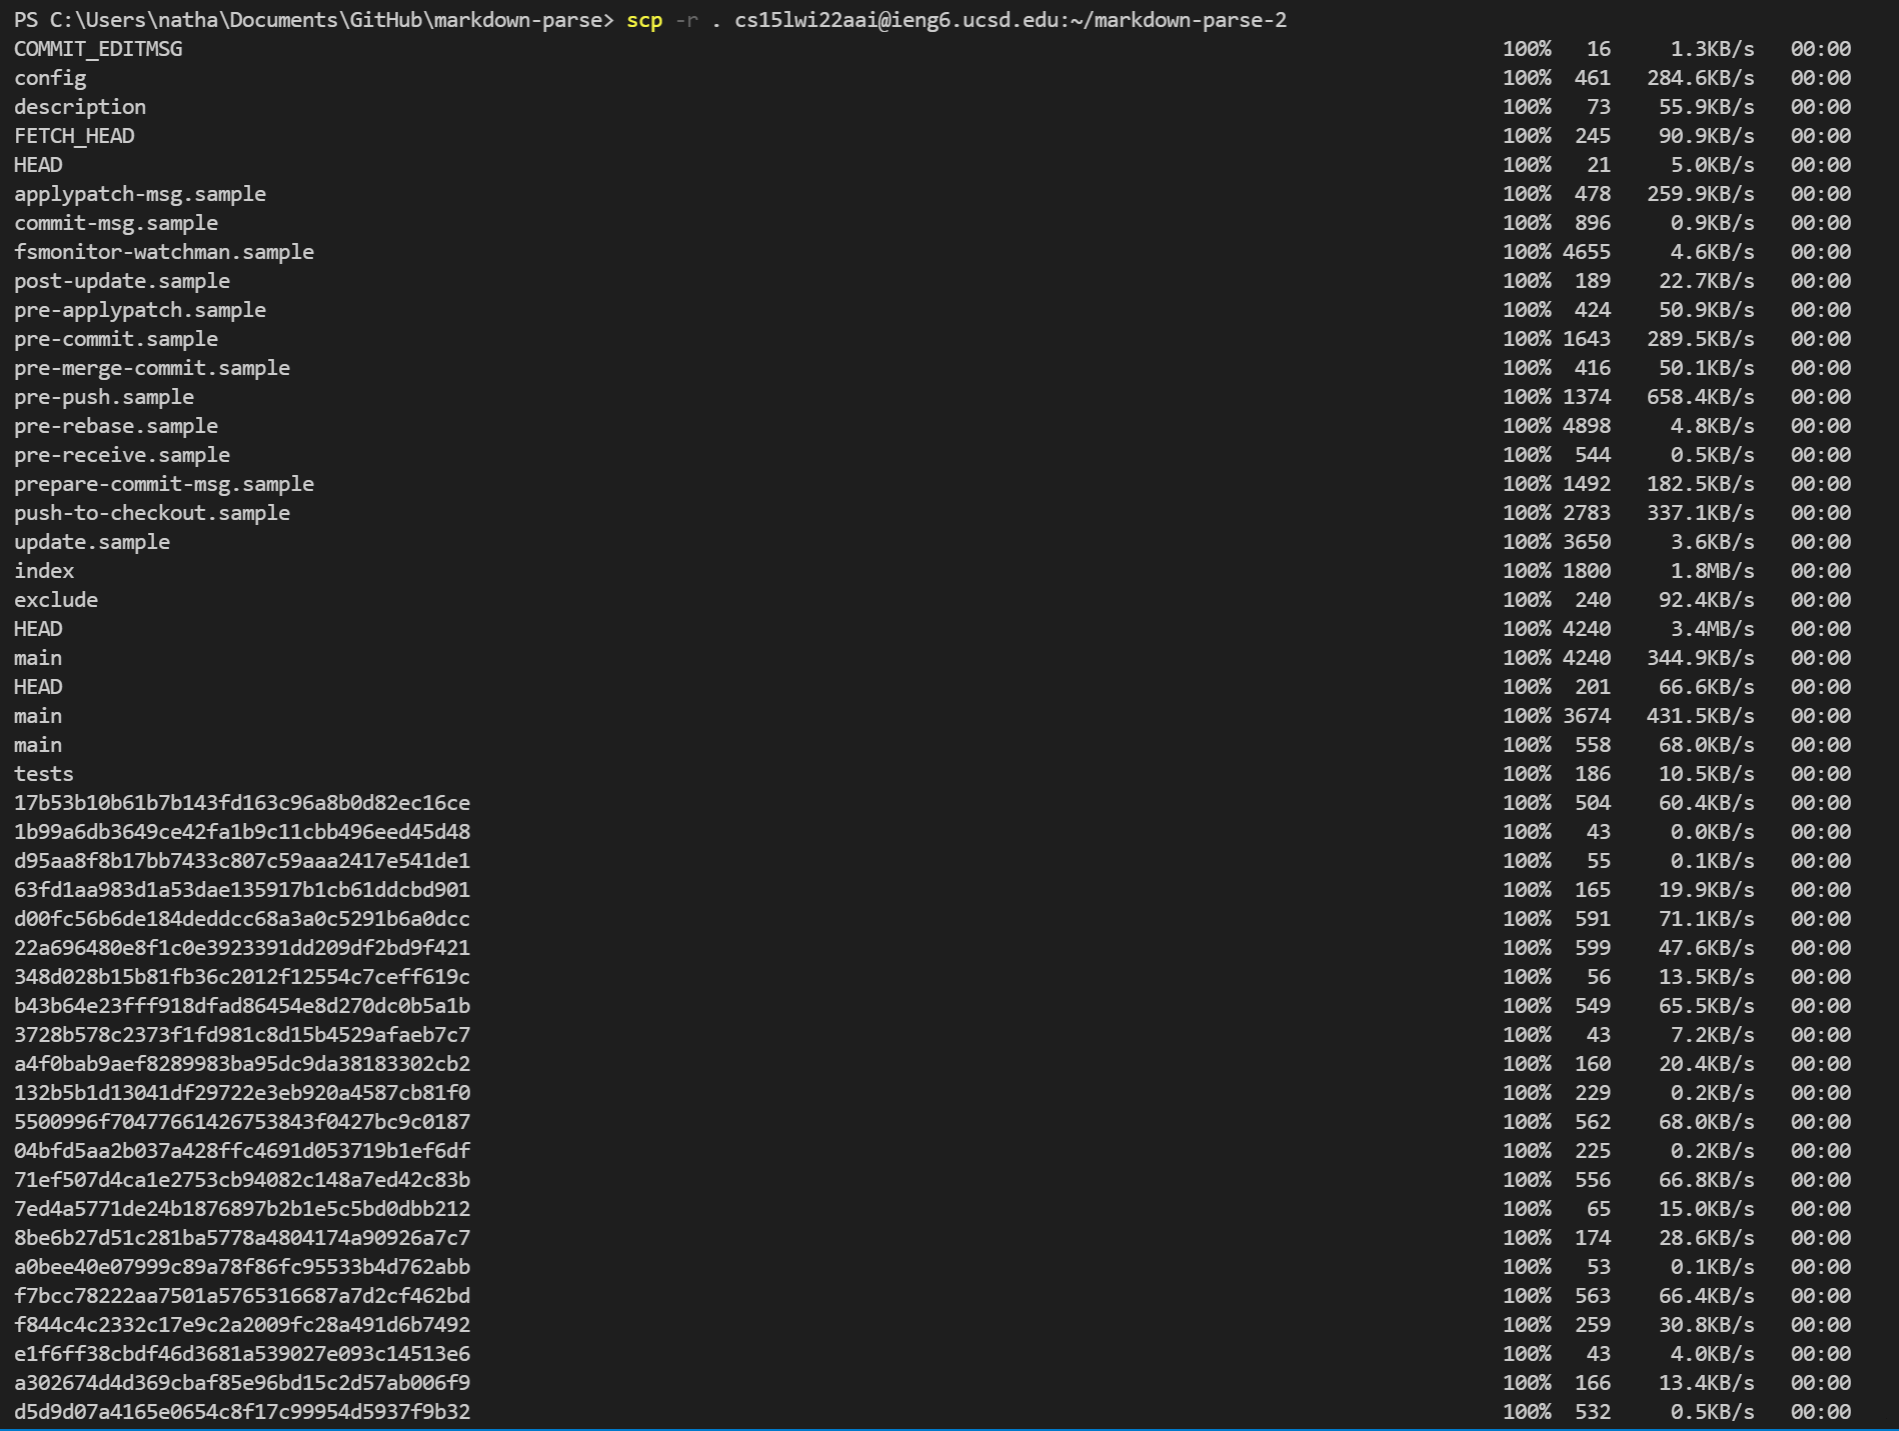 PS C:\Users\natha\Documents\GitHub\markdown-parse> scp -r . cs15lwi22aai@ieng6.ucsd.edu:~/markdown-parse-2
COMMIT_EDITMSG 100% 16 1.3KB/s 00:00
config 100% 461 284.6KB/s 00:00
description 100% 73 55.9KB/s 00:00
FETCH_HEAD 100% 245 90.9KB/s 00:00
HEAD 100% 21 5.0KB/s 00:00
applypatch-msg.sample 100% 478 259.9KB/s 00:00
commit-msg.sample 100% 896 0.9KB/s 00:00
fsmonitor-watchman.sample 100% 4655 4.6KB/s 00:00
post-update.sample 100% 189 22.7KB/s 00:00
pre-applypatch.sample 100% 424 50.9KB/s 00:00
pre-commit.sample 100% 1643 289.5KB/s 00:00
pre-merge-commit.sample 100% 416 50.1KB/s 00:00
pre-push.sample 100% 1374 658.4KB/s 00:00
pre-rebase.sample 100% 4898 4.8KB/s 00:00
pre-receive.sample 100% 544 0.5KB/s 00:00
prepare-commit-msg.sample 100% 1492 182.5KB/s 00:00
push-to-checkout.sample 100% 2783 337.1KB/s 00:00
update.sample 100% 3650 3.6KB/s 00:00
index 100% 1800 1.8MB/s 00:00
exclude 100% 240 92.4KB/s 00:00
HEAD 100% 4240 3.4MB/s 00:00
main 100% 4240 344.9KB/s 00:00
HEAD 100% 201 66.6KB/s 00:00
main 100% 3674 431.5KB/s 00:00
main 100% 558 68.0KB/s 00:00
tests 100% 186 10.5KB/s 00:00
17b53b10b61b7b143fd163c96a8b0d82ec16ce 100% 504 60.4KB/s 00:00
1b99a6db3649ce42fa1b9c11cbb496eed45d48 100% 43 0.0KB/s 00:00
d95aa8f8b17bb7433c807c59aaa2417e541de1 100% 55 0.1KB/s 00:00
63fd1aa983d1a53dae135917b1cb61ddcbd901 100% 165 19.9KB/s 00:00
d00fc56b6de184deddcc68a3a0c5291b6a0dcc 100% 591 71.1KB/s 00:00
22a696480e8f1c0e3923391dd209df2bd9f421 100% 599 47.6KB/s 00:00
348d028b15b81fb36c2012f12554c7ceff619c 100% 56 13.5KB/s 00:00
b43b64e23fff918dfad86454e8d270dc0b5a1b 100% 549 65.5KB/s 00:00
3728b578c2373f1fd981c8d15b4529afaeb7c7 100% 43 7.2KB/s 00:00
a4f0bab9aef8289983ba95dc9da38183302cb2 100% 160 20.4KB/s 00:00
132b5b1d13041df29722e3eb920a4587cb81f0 100% 229 0.2KB/s 00:00
5500996f70477661426753843f0427bc9c0187 100% 562 68.0KB/s 00:00
04bfd5aa2b037a428ffc4691d053719b1ef6df 100% 225 0.2KB/s 00:00
71ef507d4ca1e2753cb94082c148a7ed42c83b 100% 556 66.8KB/s 00:00
7ed4a5771de24b1876897b2b1e5c5bd0dbb212 100% 65 15.0KB/s 00:00
8be6b27d51c281ba5778a4804174a90926a7c7 100% 174 28.6KB/s 00:00
a0bee40e07999c89a78f86fc95533b4d762abb 100% 53 0.1KB/s 00:00
f7bcc78222aa7501a5765316687a7d2cf462bd 100% 563 66.4KB/s 00:00
f844c4c2332c17e9c2a2009fc28a491d6b7492 100% 259 30.8KB/s 00:00
e1f6ff38cbdf46d3681a539027e093c14513e6 100% 43 4.0KB/s 00:00
a302674d4d369cbaf85e96bd15c2d57ab006f9 100% 166 13.4KB/s 00:00
d5d9d07a4165e0654c8f17c99954d5937f9b32 100% 532 0.5KB/s 00:00